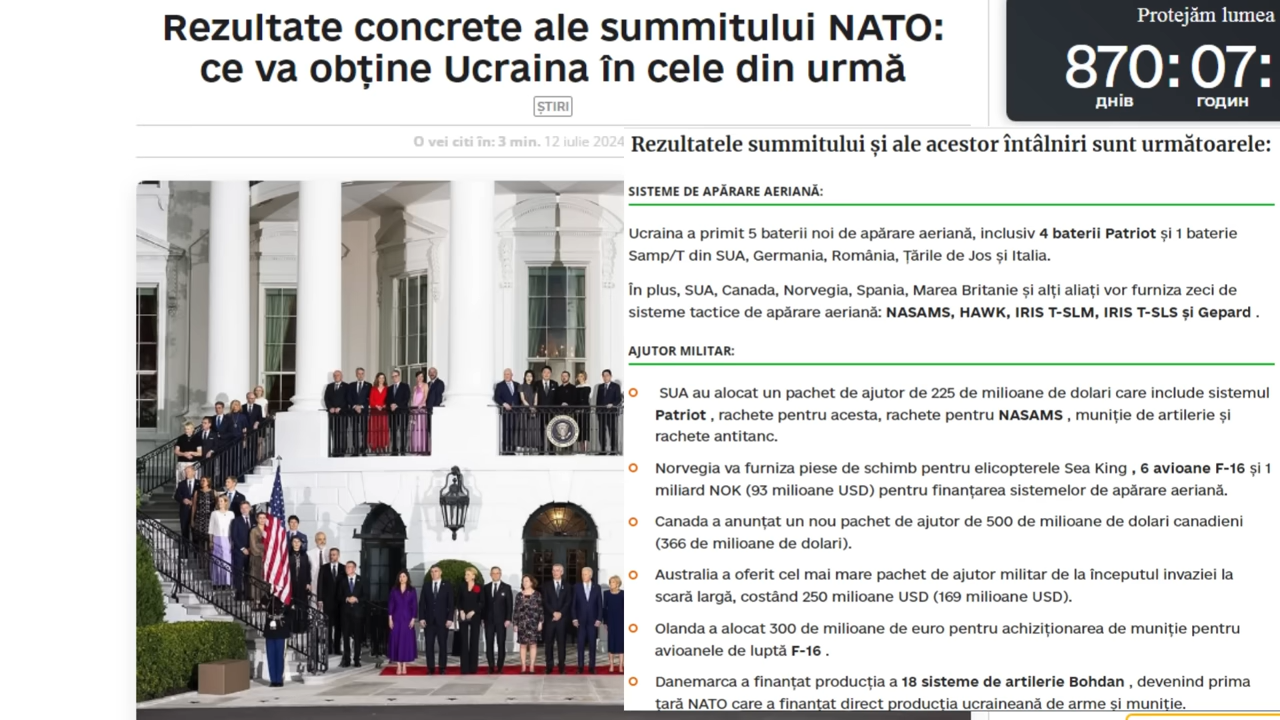 Rezultate concrete ale summitului NATO:
ce va obține Ucraina în cele din urmă
ȘTIRI
O vei citi în: 3 min. 12 iulie 2024
Protejăm lumea
870: 07:
днів годин
Rezultatele summitului și ale acestor întâlniri sunt următoarele:
SISTEME DE APĂRARE AERIANĂ:
Ucraina a primit 5 baterii noi de apărare aeriană, inclusiv 4 baterii Patriot și 1 baterie
Samp/T din SUA, Germania, România, Țările de Jos și Italia.
În plus, SUA, Canada, Norvegia, Spania, Marea Britanie și alți aliați vor furniza zeci de
sisteme tactice de apărare aeriană: NASAMS, HAWK, IRIS T-SLM, IRIS T-SLS și Gepard .
AJUTOR MILITAR:
SUA au alocat un pachet de ajutor de 225 de milioane de dolari care include sistemul
Patriot , rachete pentru acesta, rachete pentru NASAMS , muniție de artilerie și
rachete antitanc.
Norvegia va furniza piese de schimb pentru elicopterele Sea King , 6 avioane F-16 și 1
miliard NOK (93 milioane USD) pentru finanțarea sistemelor de apărare aeriană.
Canada a anunțat un nou pachet de ajutor de 500 de milioane de dolari canadieni
(366 de milioane de dolari).
Australia a oferit cel mai mare pachet de ajutor militar de la începutul invaziei la
scară largă, costând 250 milioane USD (169 milioane USD).
Olanda a alocat 300 de milioane de euro pentru achiziționarea de muniție pentru
avioanele de luptă F-16 .
Danemarca a finanțat producția a 18 sisteme de artilerie Bohdan , devenind prima
țară NATO care a finanțat direct producția ucraineană de arme și muniție.